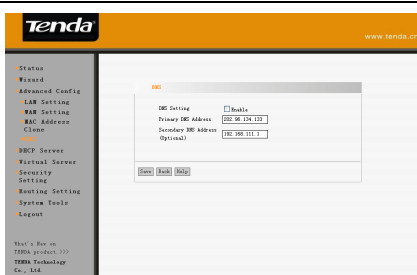 Tenda
www.tenda.cn
Status
Wizard
Advanced Config
LAN Setting
WAN Setting
MAC Address
Clone
DNS
DHCP Server
Virtual Server
Security
Setting
Routing Setting
System Tools
Logout
What's New on
TENDA product >>>
TENDA Technology
Co., Ltd.
DNS
DNS Setting
Enable
Primary DNS Address
202.96.134.133
Secondary DNS Address
(Optional)
192.168.111.1
Save Back Help